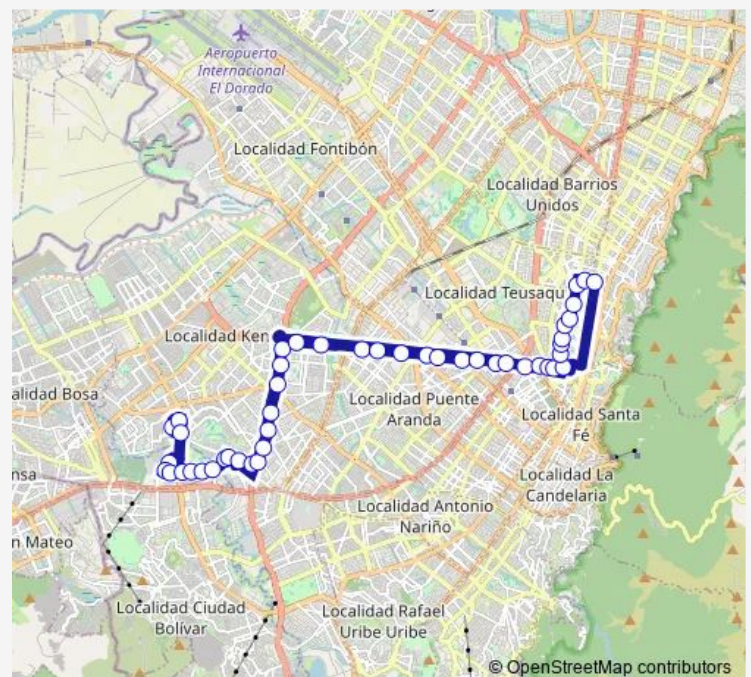 Aeropuerto
Internacional
El Dorado
Localidad Fontibón
Localidad Barrios
Unidos
Localidad Teusaqu
Localidad Ken
alidad Bosa
Localidad Puente
Aranda
Localidad Santa
Fé
nsa
Localidad La
Candelaria
Localidad Antonio
Nariño
n Mateo
Localidad Ciudad
Bolívar
Localidad Rafael
Uribe Uribe
© OpenStreetMap contributors